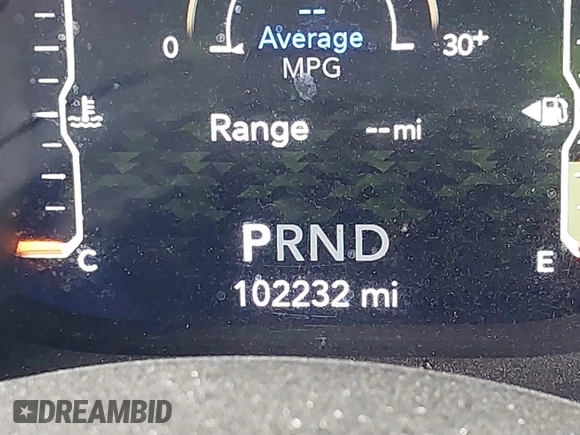 --
Average
0 30+
MPG
Range --mi
PRND
C E
102232 mi
DREAMBID